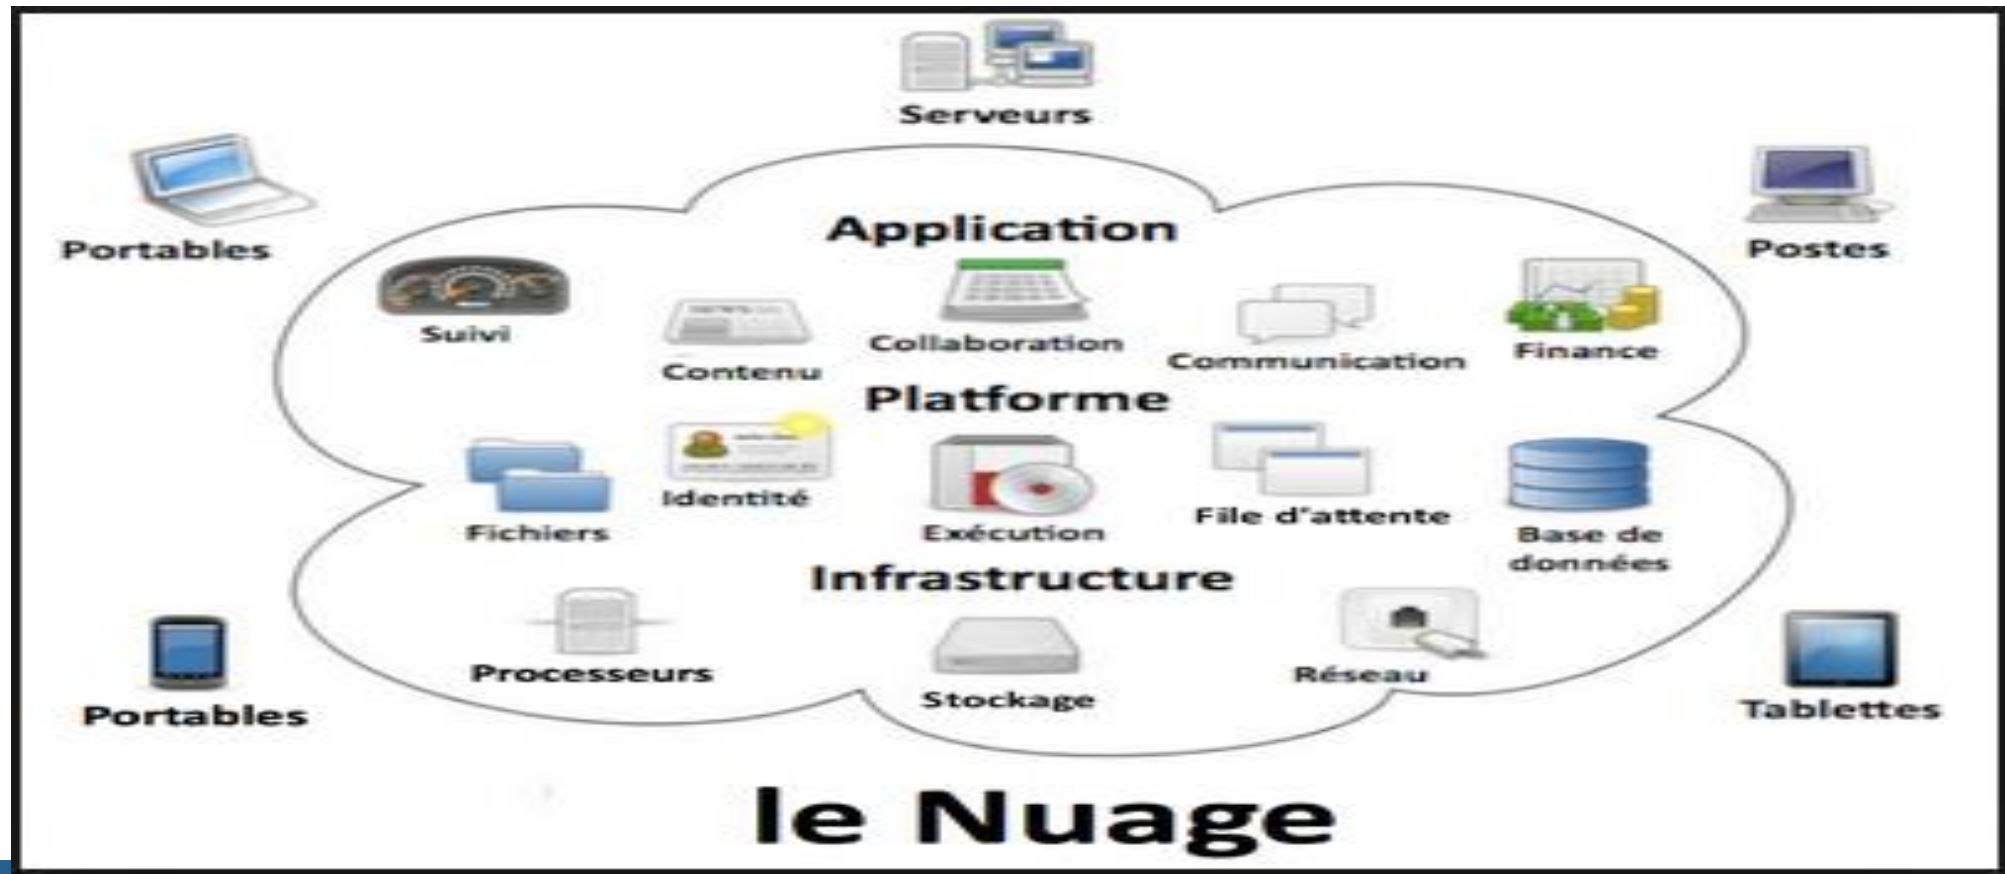 Serveurs
Portables
Postes
Application
Suivi
Contenu
Collaboration
Communication
Finance
Platforme
Fichiers
Identité
Exécution
File d'attente
Base de
données
Infrastructure
Processeurs
Stockage
Réseau
Portables
Tablettes
le Nuage